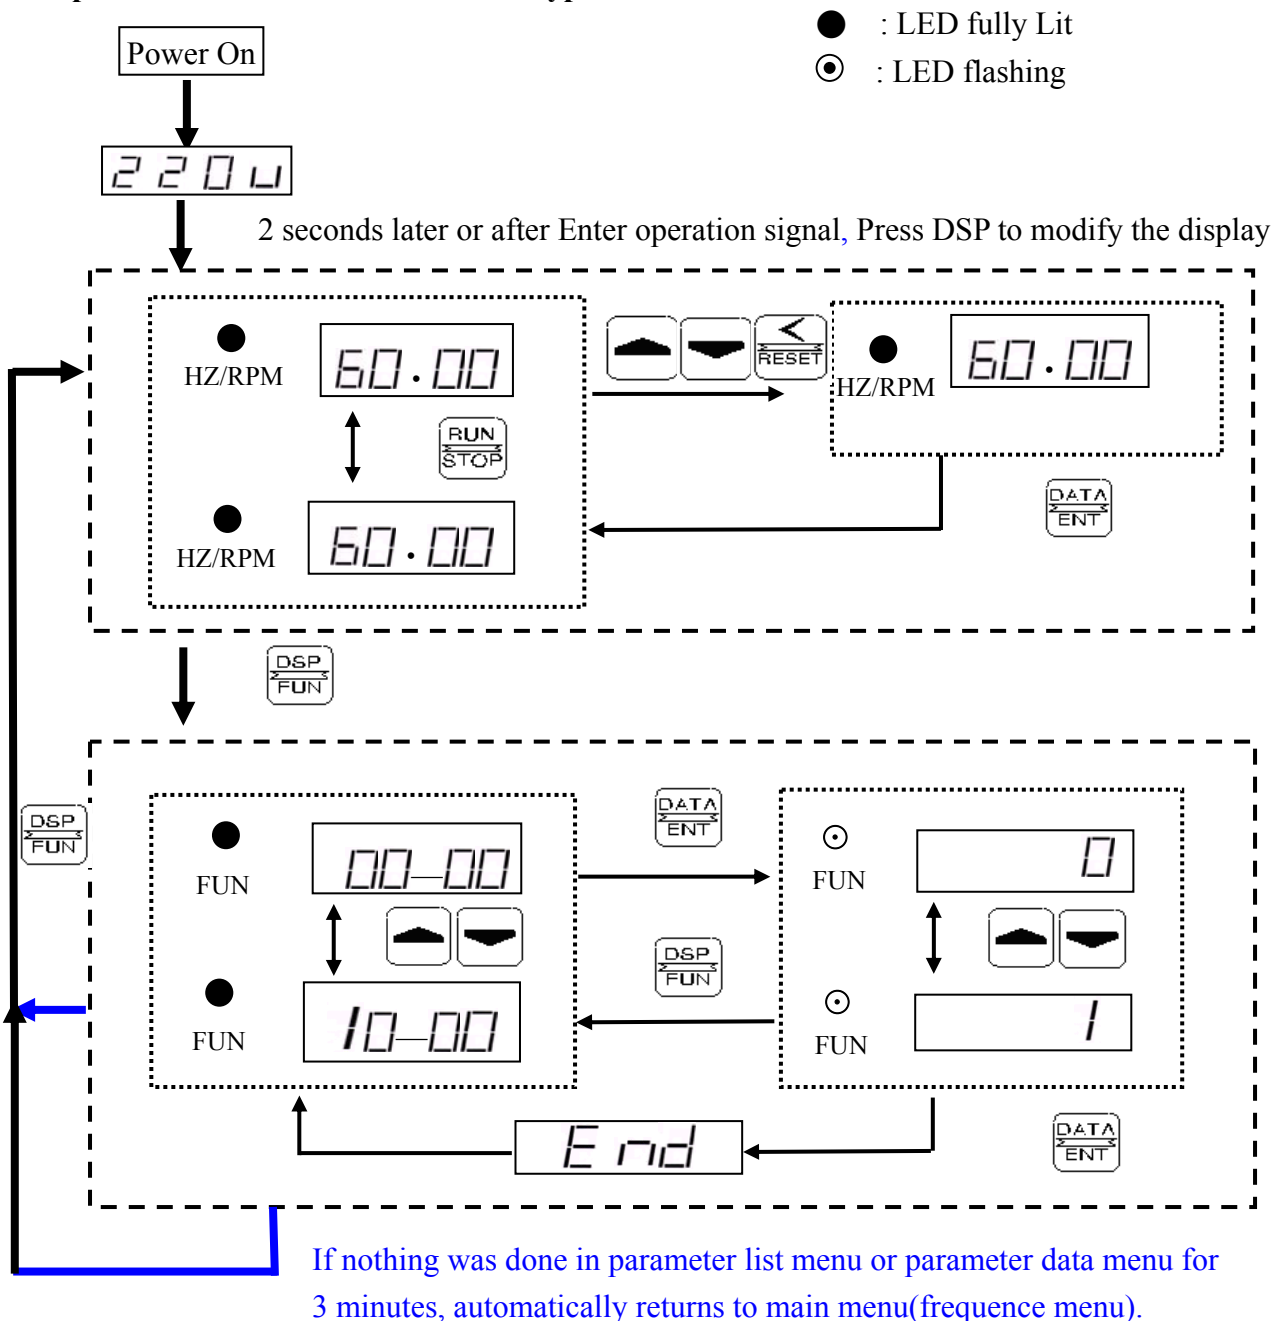 : LED fully Lit
Power On
: LED flashing
220u
2 seconds later or after Enter operation signal, Press DSP to modify the display
HZ/RPM
60.00
RESET
HZ/RPM
60.00
RUN
STOP
DATA
ENT
HZ/RPM
60.00
DSP
FUN
DSP
FUN
FUN
00—00
DATA
ENT
FUN
0
DSP
FUN
FUN
10—00
FUN
1
End
DATA
ENT
If nothing was done in parameter list menu or parameter data menu for
3 minutes, automatically returns to main menu(frequence menu).